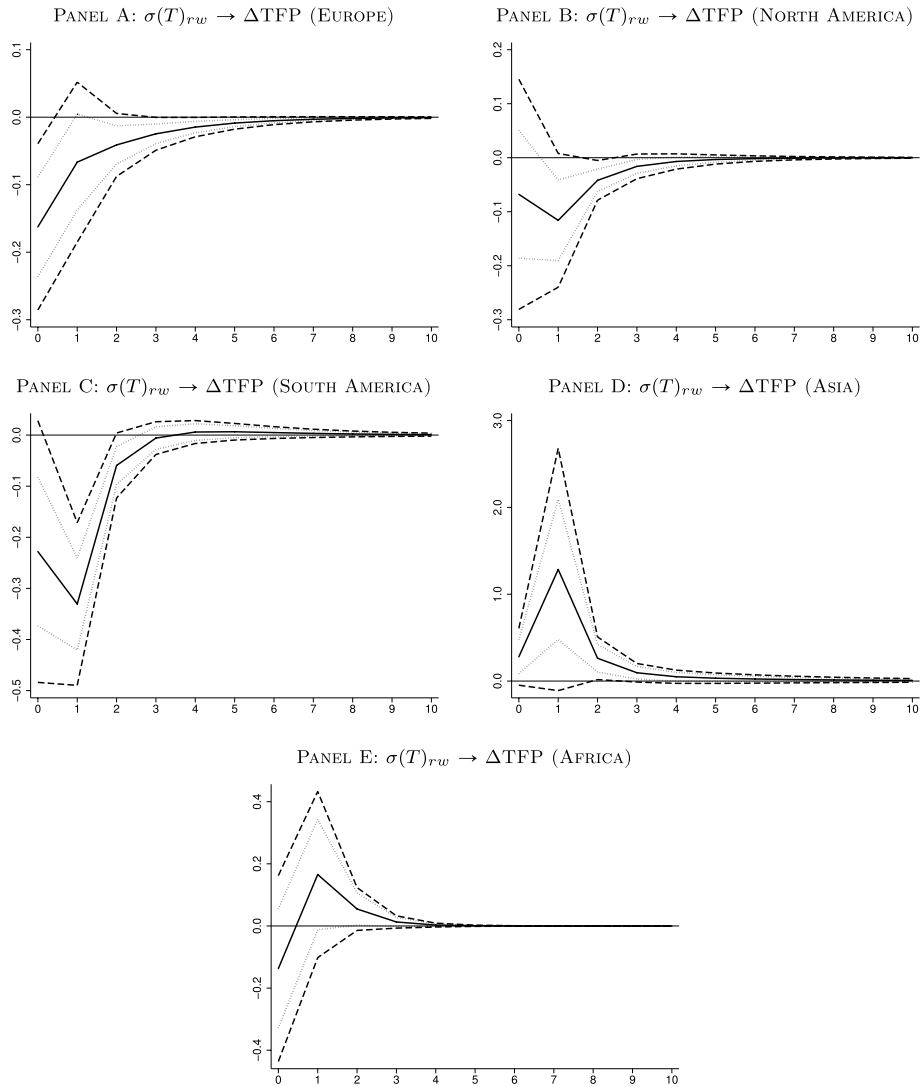 PANEL A: σ(T)rw → ΔTFP (EUROPE)
0.1
0.0
−0.1
−0.2
−0.3
0 1 2 3 4 5 6 7 8 9 10
PANEL B: σ(T)rw → ΔTFP (NORTH AMERICA)
0.2
0.1
0.0
−0.1
−0.2
−0.3
0 1 2 3 4 5 6 7 8 9 10
PANEL C: σ(T)rw → ΔTFP (SOUTH AMERICA)
0.0
−0.1
−0.2
−0.3
−0.4
−0.5
0 1 2 3 4 5 6 7 8 9 10
PANEL D: σ(T)rw → ΔTFP (ASIA)
3.0
2.0
1.0
0.0
0 1 2 3 4 5 6 7 8 9 10
PANEL E: σ(T)rw → ΔTFP (AFRICA)
0.4
0.2
0.0
−0.2
−0.4
0 1 2 3 4 5 6 7 8 9 10